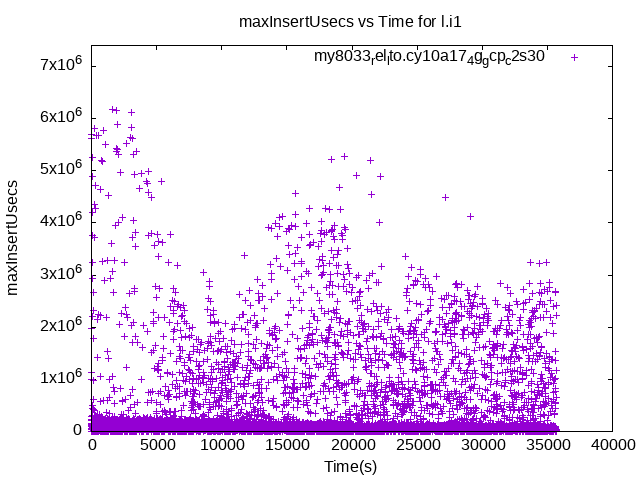 maxInsertUsecs vs Time for l.i1
my8033rel_lto.cy10a17_4g_gcp_c2s30
7x10^6
6x10^6
5x10^6
4x10^6
3x10^6
2x10^6
1x10^6
0
maxInsertUsecs
0 5000 10000 15000 20000 25000 30000 35000 40000
Time(s)